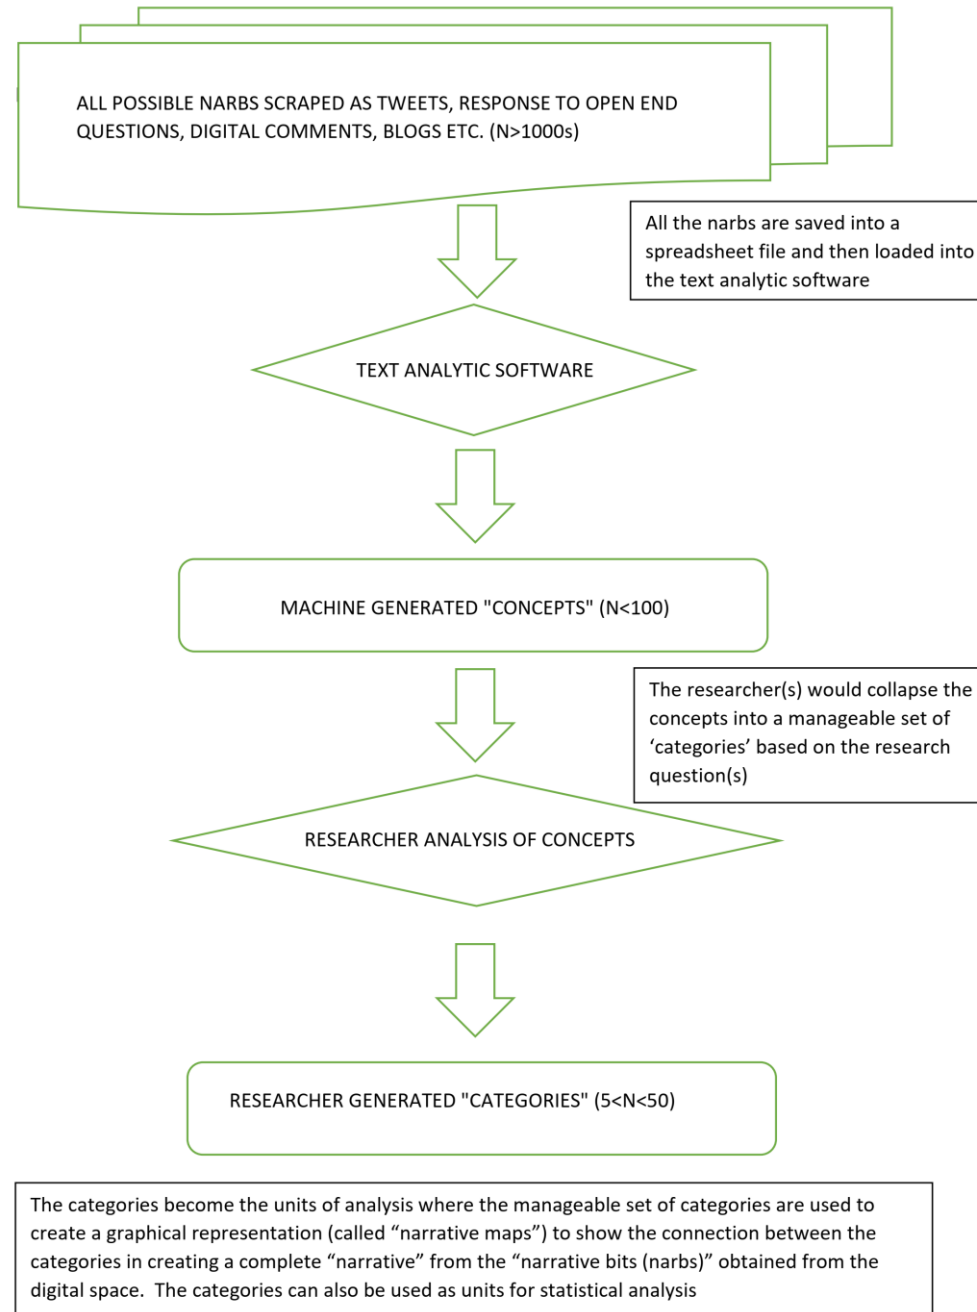 ALL POSSIBLE NARBS SCRAPED AS TWEETS, RESPONSE TO OPEN END
QUESTIONS, DIGITAL COMMENTS, BLOGS ETC. (N>1000s)
All the narbs are saved into a
spreadsheet file and then loaded into
the text analytic software
TEXT ANALYTIC SOFTWARE
MACHINE GENERATED "CONCEPTS" (N<100)
The researcher(s) would collapse the
concepts into a manageable set of
‘categories’ based on the research
question(s)
RESEARCHER ANALYSIS OF CONCEPTS
RESEARCHER GENERATED "CATEGORIES" (5<N<50)
The categories become the units of analysis where the manageable set of categories are used to
create a graphical representation (called “narrative maps”) to show the connection between the
categories in creating a complete “narrative” from the “narrative bits (narbs)” obtained from the
digital space.  The categories can also be used as units for statistical analysis